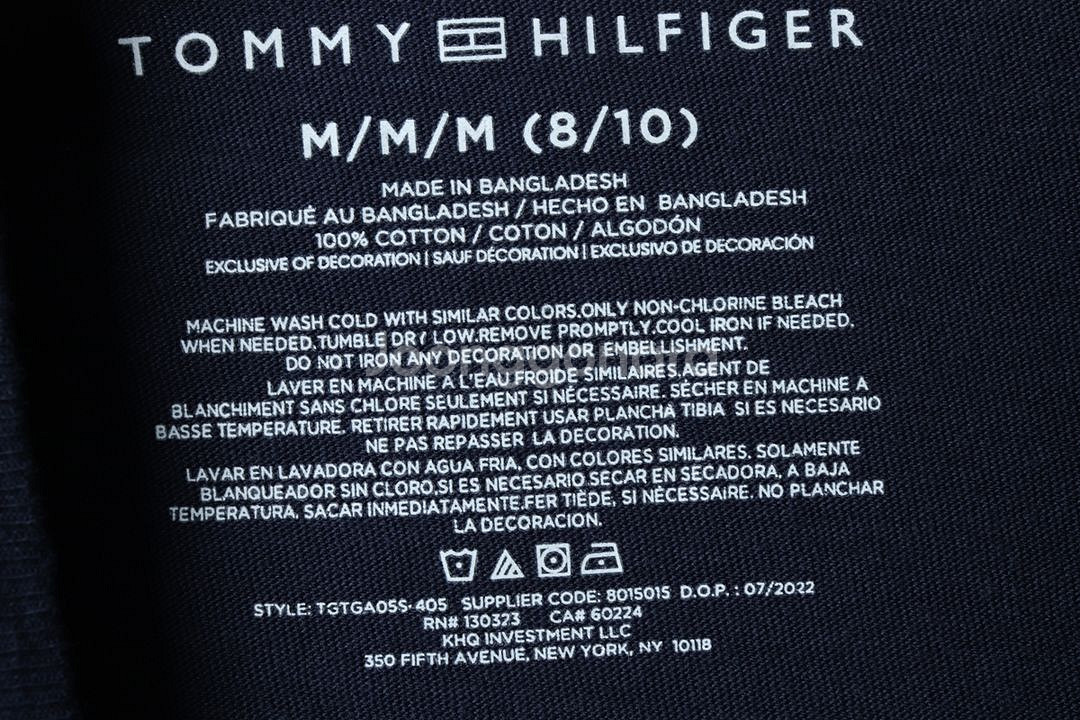 TOMMY HILFIGER
M/M/M (8/10)
MADE IN BANGLADESH
FABRIQUÉ AU BANGLADESH / HECHO EN BANGLADESH
100% COTTON / COTON / ALGODÓN
EXCLUSIVE OF DECORATION | SAUF DÉCORATION | EXCLUSIVO DE DECORACIÓN
MACHINE WASH COLD WITH SIMILAR COLORS.ONLY NON-CHLORINE BLEACH
WHEN NEEDED.TUMBLE DRY LOW.REMOVE PROMPTLY.COOL IRON IF NEEDED.
DO NOT IRON ANY DECORATION OR EMBELLISHMENT.
LAVER EN MACHINE A L'EAU FROIDE SIMILAIRES.AGENT DE
BLANCHIMENT SANS CHLORE SEULEMENT SI NÉCESSAIRE. SÉCHER EN MACHINE A
BASSE TEMPERATURE. RETIRER RAPIDEMENT USAR PLANCHA TIBIA SI ES NECESARIO
NE PAS REPASSER LA DECORATION.
LAVAR EN LAVADORA CON AGUA FRIA, CON COLORES SIMILARES. SOLAMENTE
BLANQUEADOR SIN CLORO,SI ES NECESARIO SECAR EN SECADORA, A BAJA
TEMPERATURA, SACAR INMEDIATAMENTE.FER TIÈDE, SI NÉCESSAIRE. NO PLANCHAR
LA DECORACION.
STYLE: TGTGA05S-405 SUPPLIER CODE: 8015015 D.O.P. : 07/2022
RN# 130323 CA# 60224
KHQ INVESTMENT LLC
350 FIFTH AVENUE, NEW YORK, NY 10118